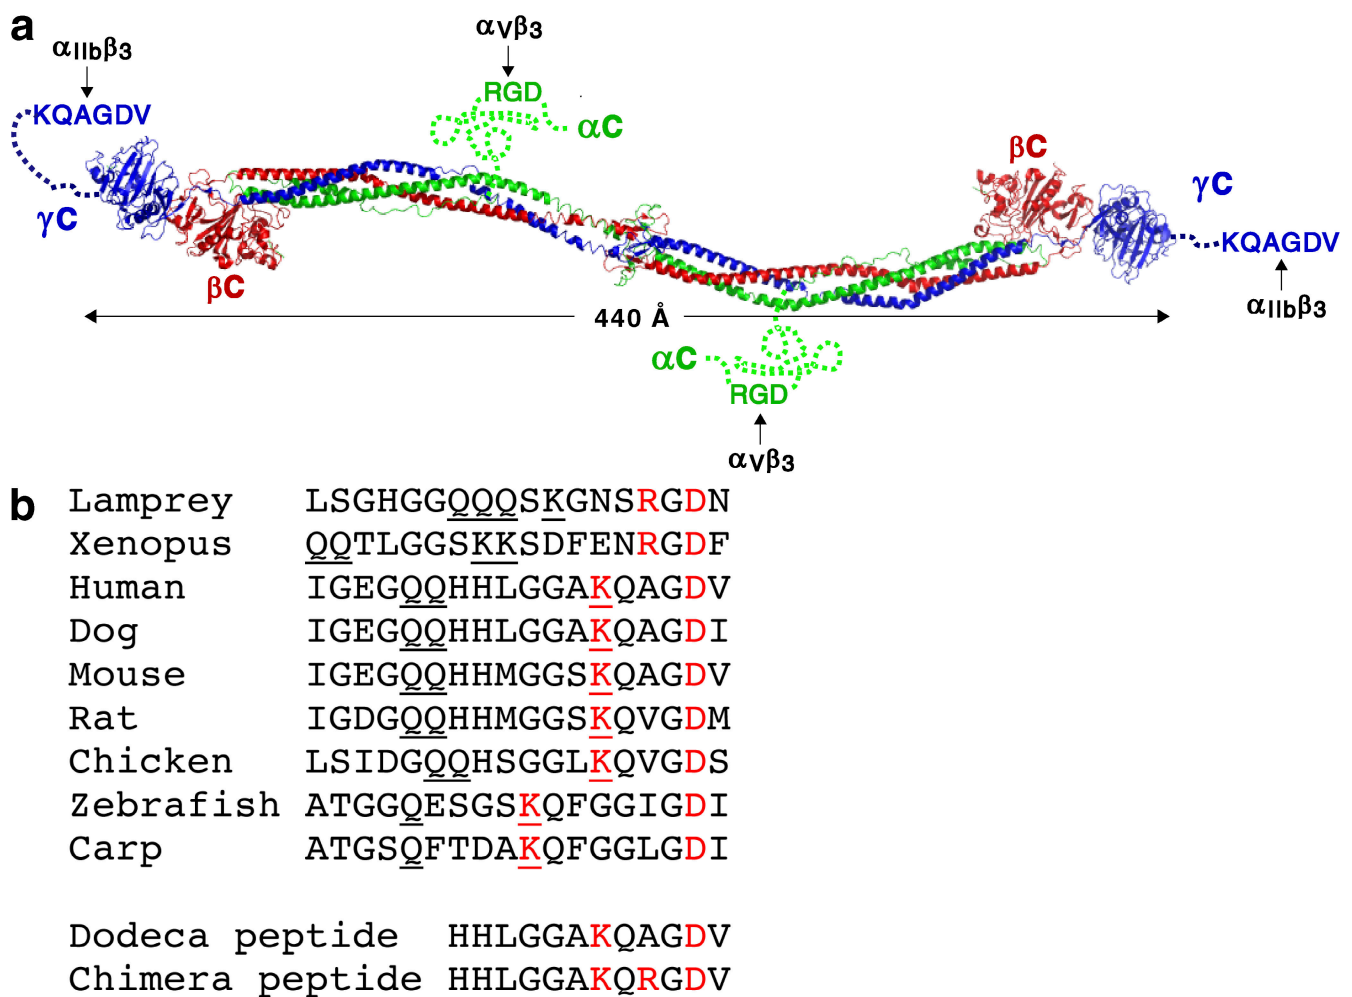 a
αIIbβ3
KQAGDV
γC
βC
αVβ3
RGD
αC
βC
γC
KQAGDV
αIIbβ3
440 Å
αC
RGD
αVβ3
b
Lamprey LSGHGGQQQSKGNSRGDN
Xenopus QQTLGGSKKSDFENRGDF
Human IGEGQQHHLGGAKQAGDV
Dog IGEGQQHHLGGAKQAGDI
Mouse IGEGQQHHMGGSKQAGDV
Rat IGDGQQHHMGGSKQVGDM
Chicken LSIDGQQHSGGLKQVGDS
Zebrafish ATGGQESGSKQFGGIGDI
Carp ATGSQFTDAKQFGGLGDI
Dodeca peptide HHLGGAKQAGDV
Chimera peptide HHLGGAKQRGDV